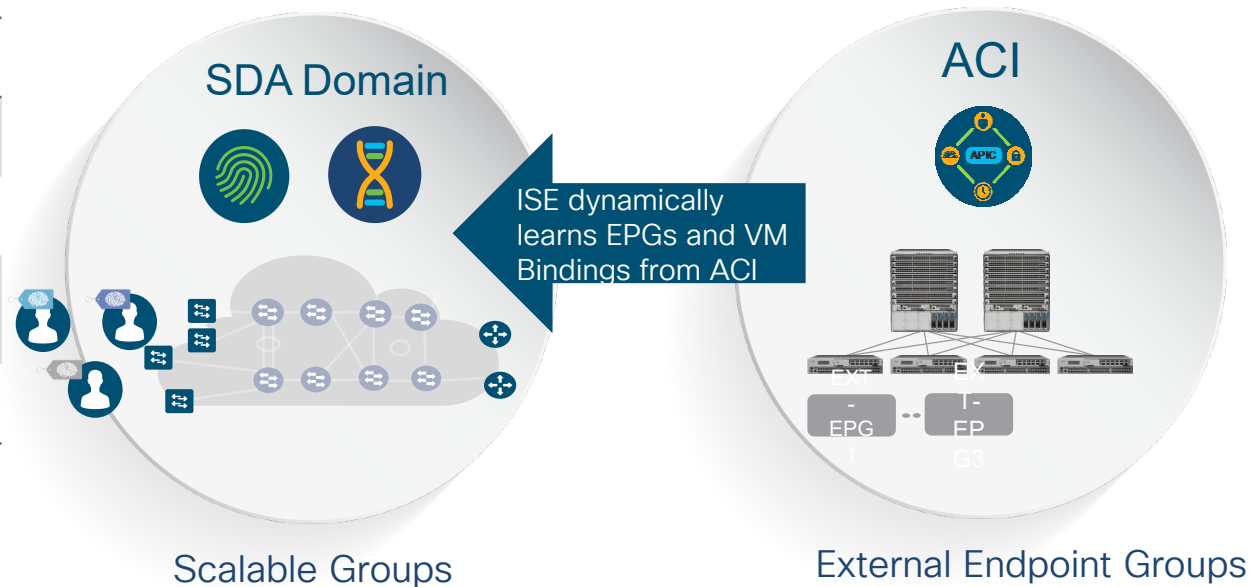 SDA Domain
ACI
APIC
ISE dynamically
learns EPGs and VM
Bindings from ACI
EXT
-
EPG
1
EX
T-
EP
G3
Scalable Groups
External Endpoint Groups